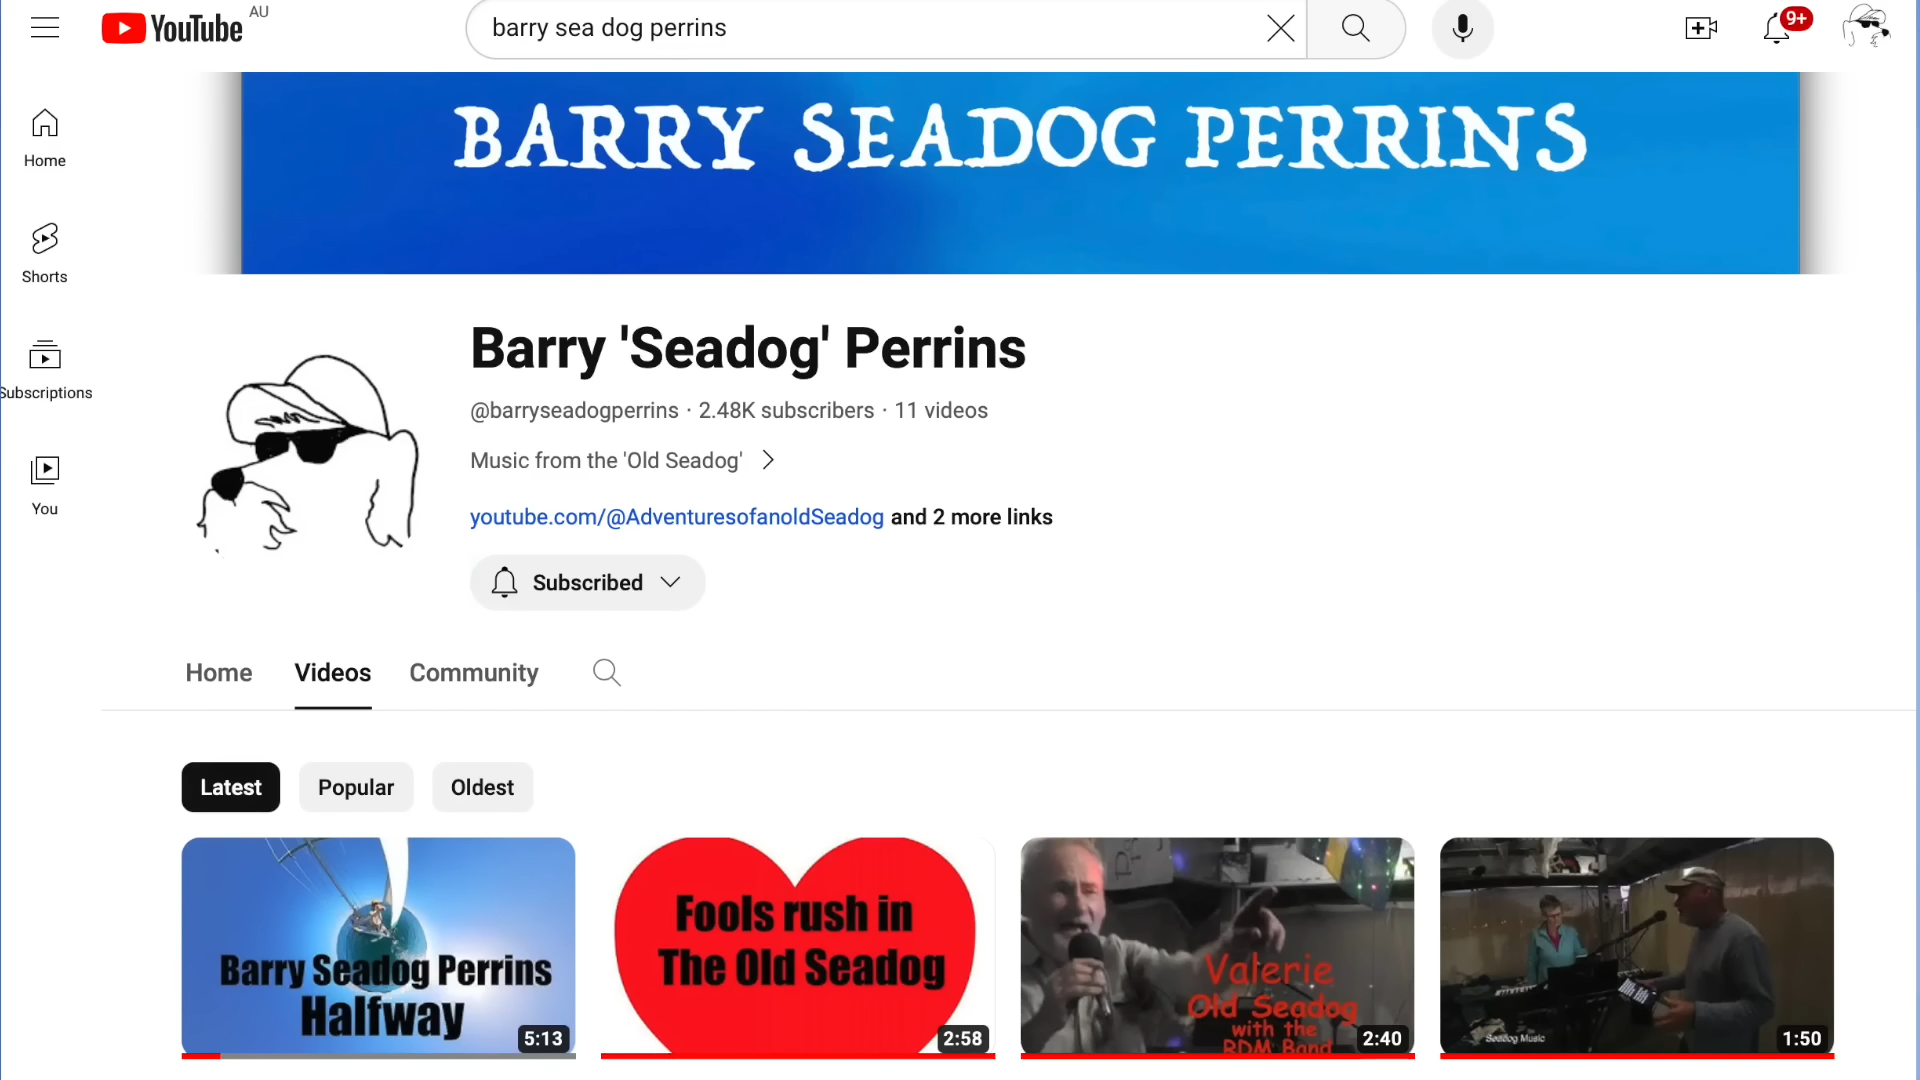 YouTube AU
barry sea dog perrins
9+
Home
Shorts
Subscriptions
You
BARRY SEADOG PERRINS
Barry 'Seadog' Perrins
@barryseadogperrins · 2.48K subscribers · 11 videos
Music from the 'Old Seadog'
youtube.com/@AdventuresofanoldSeadog and 2 more links
Subscribed
Home Videos Community
Latest Popular Oldest
Barry Seadog Perrins
Halfway
5:13
Fools rush in
The Old Seadog
2:58
Valerie
Old Seadog
with the
RDM Band
2:40
Seadog Music
1:50